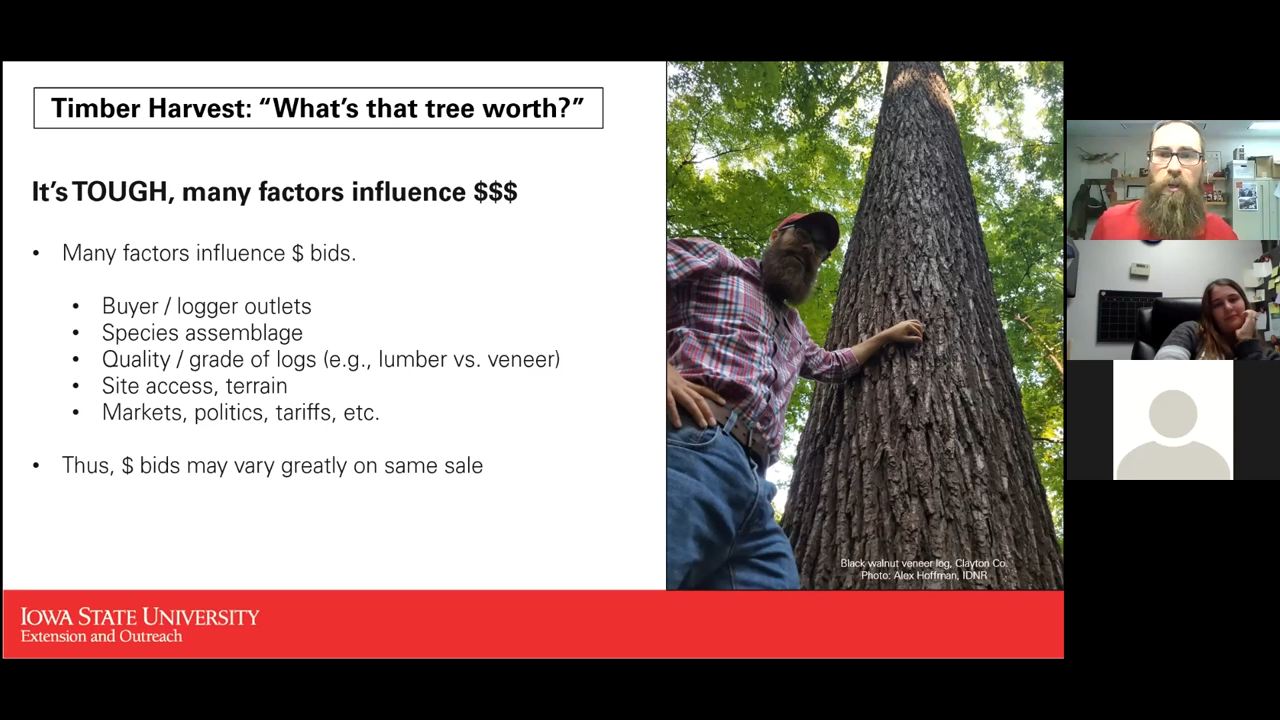 Timber Harvest: “What’s that tree worth?”
It’s TOUGH, many factors influence $$$
• Many factors influence $ bids.
• Buyer / logger outlets
• Species assemblage
• Quality / grade of logs (e.g., lumber vs. veneer)
• Site access, terrain
• Markets, politics, tariffs, etc.
• Thus, $ bids may vary greatly on same sale
Black walnut veneer log, Clayton Co.
Photo: Alex Hoffman, IDNR
IOWA STATE UNIVERSITY
Extension and Outreach